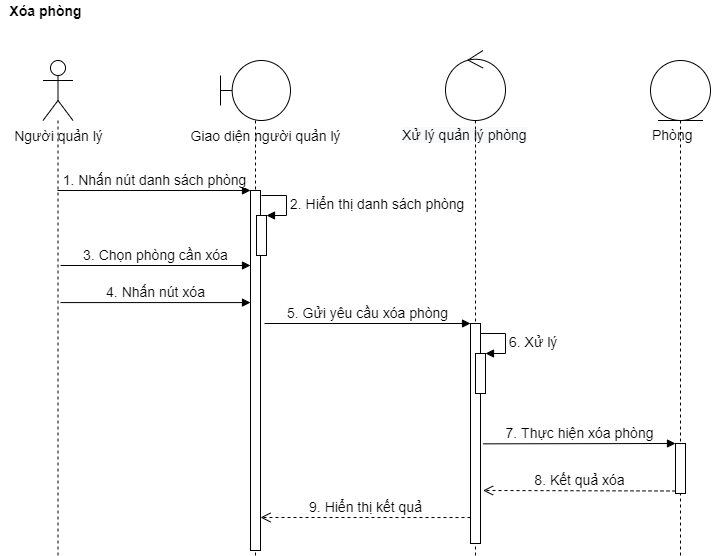 Xóa phòng
Người quản lý
Giao diện người quản lý
Xử lý quản lý phòng
Phòng
1. Nhấn nút danh sách phòng
2. Hiển thị danh sách phòng
3. Chọn phòng cần xóa
4. Nhấn nút xóa
5. Gửi yêu cầu xóa phòng
6. Xử lý
7. Thực hiện xóa phòng
8. Kết quả xóa
9. Hiển thị kết quả